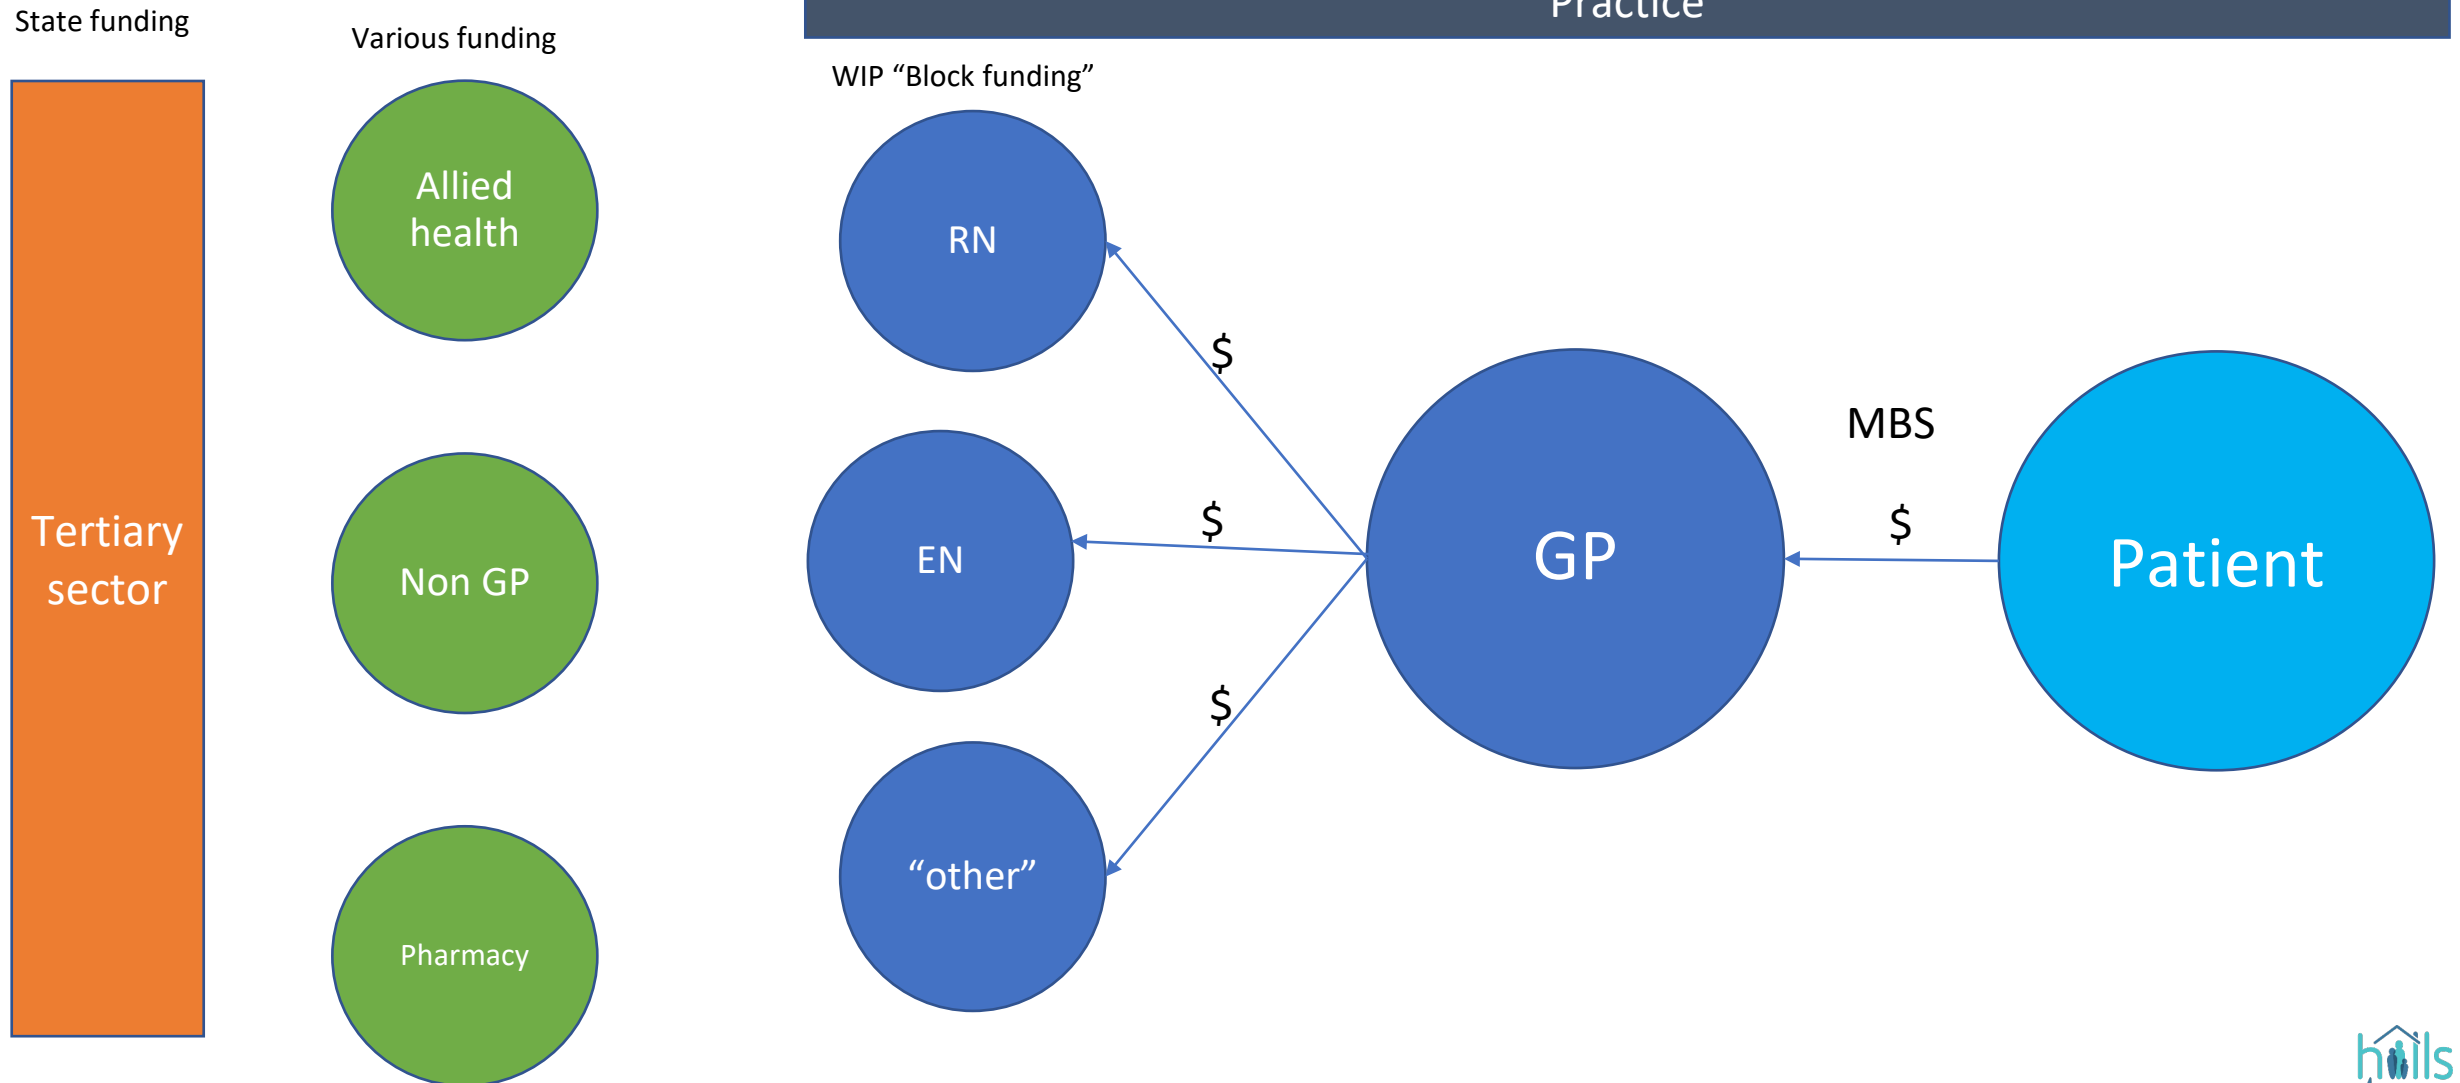 State funding
Various funding
Practice
WIP “Block funding”
Allied
health
RN
$
MBS
$
$
Tertiary
sector
Non GP
EN
GP
Patient
$
“other”
Pharmacy
hills